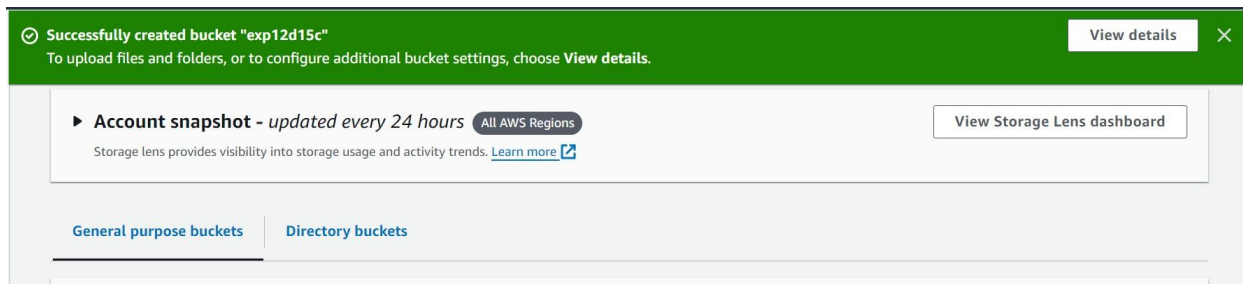 Successfully created bucket "exp12d15c"
View details
To upload files and folders, or to configure additional bucket settings, choose View details.
Account snapshot - updated every 24 hours All AWS Regions
View Storage Lens dashboard
Storage lens provides visibility into storage usage and activity trends. Learn more
General purpose buckets Directory buckets